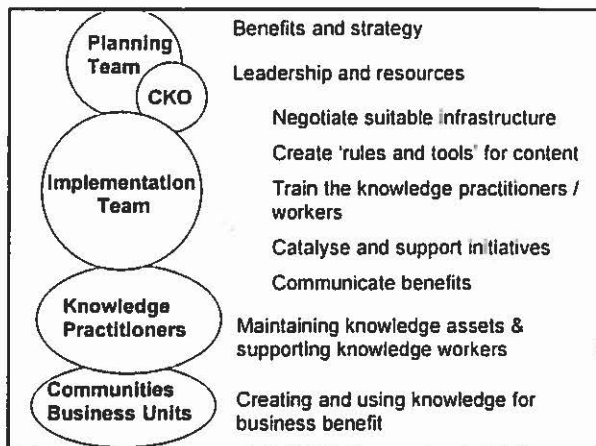 Planning
Team
CKO
Benefits and strategy
Leadership and resources
Implementation
Team
Negotiate suitable infrastructure
Create 'rules and tools' for content
Train the knowledge practitioners /
workers
Catalyse and support initiatives
Communicate benefits
Knowledge
Practitioners
Maintaining knowledge assets &
supporting knowledge workers
Communities
Business Units
Creating and using knowledge for
business benefit